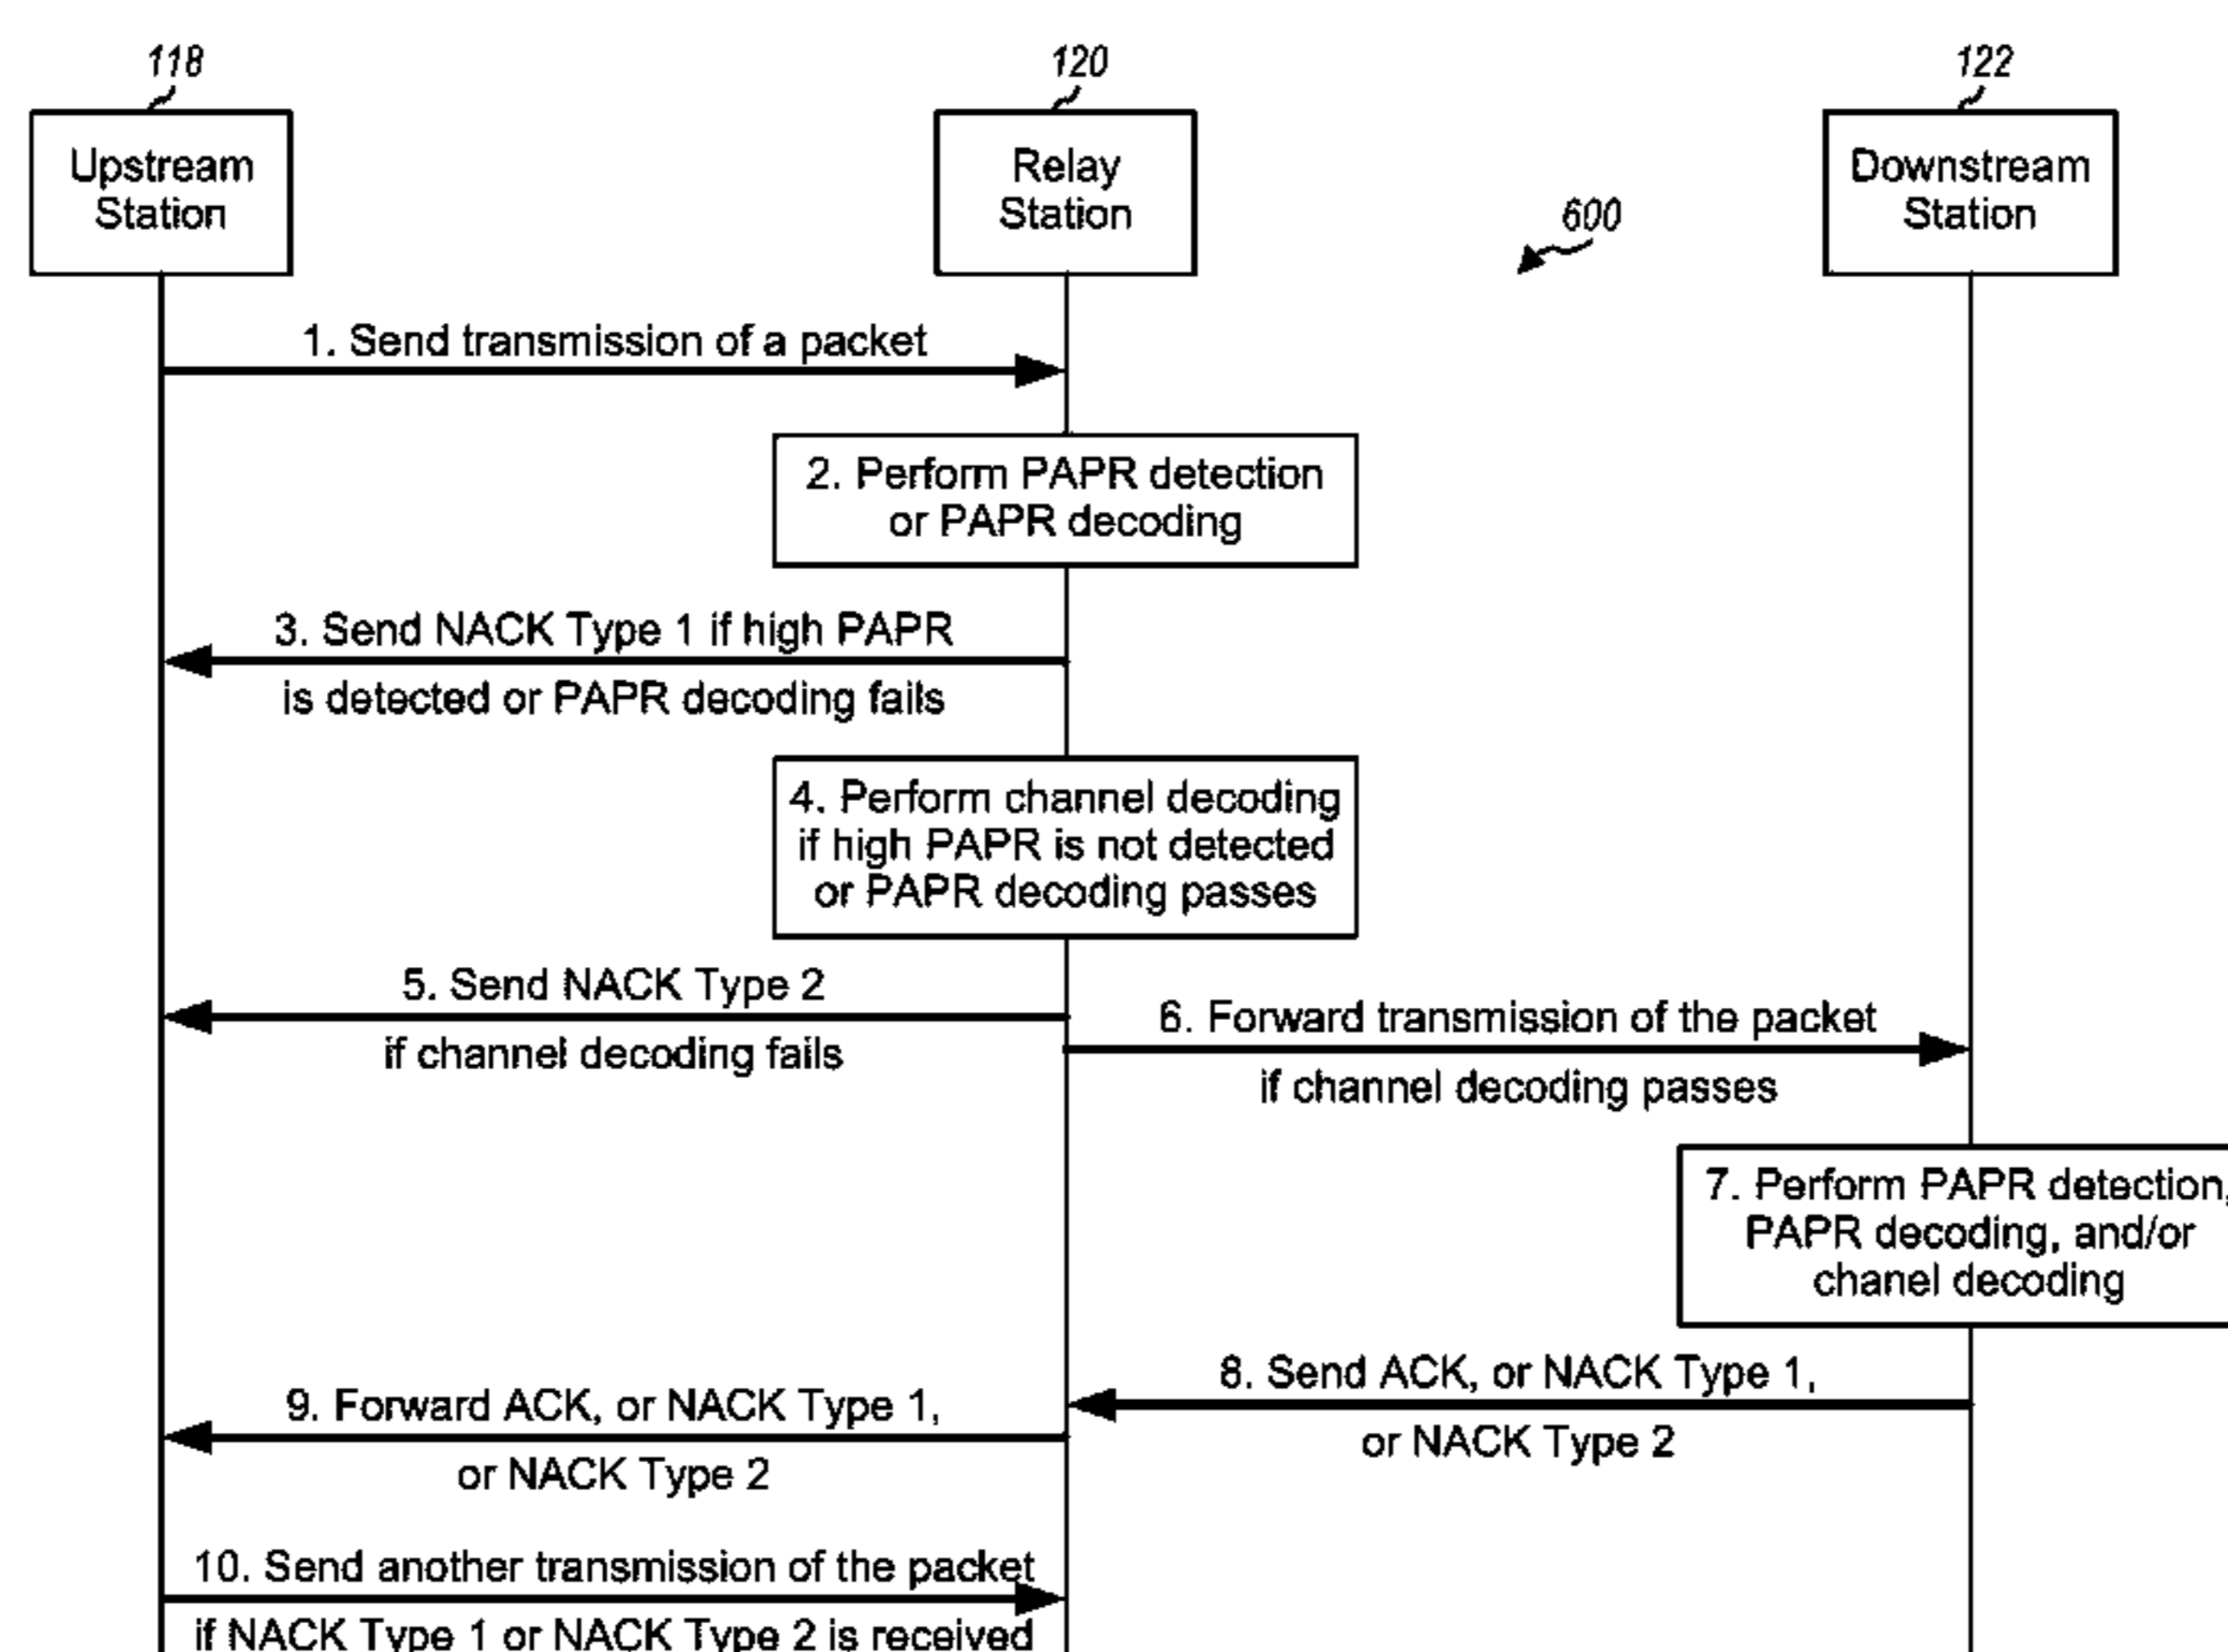 118
120
122
Upstream
Station
Relay
Station
Downstream
Station
600
1. Send transmission of a packet
2. Perform PAPR detection
or PAPR decoding
3. Send NACK Type 1 if high PAPR
is detected or PAPR decoding fails
4. Perform channel decoding
if high PAPR is not detected
or PAPR decoding passes
5. Send NACK Type 2
if channel decoding fails
6. Forward transmission of the packet
if channel decoding passes
7. Perform PAPR detection,
PAPR decoding, and/or
chanel decoding
8. Send ACK, or NACK Type 1,
or NACK Type 2
9. Forward ACK, or NACK Type 1,
or NACK Type 2
10. Send another transmission of the packet
if NACK Type 1 or NACK Type 2 is received